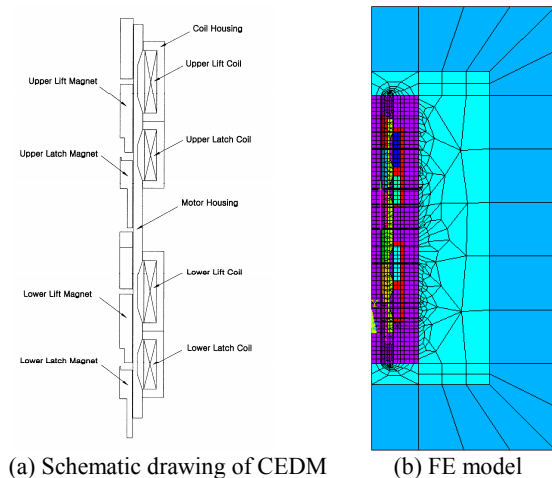 Coil Housing
Upper Lift Coil
Upper Lift Magnet
Upper Latch Coil
Upper Latch Magnet
Motor Housing
Lower Lift Coil
Lower Lift Magnet
Lower Latch Coil
Lower Latch Magnet
(a) Schematic drawing of CEDM
(b) FE model